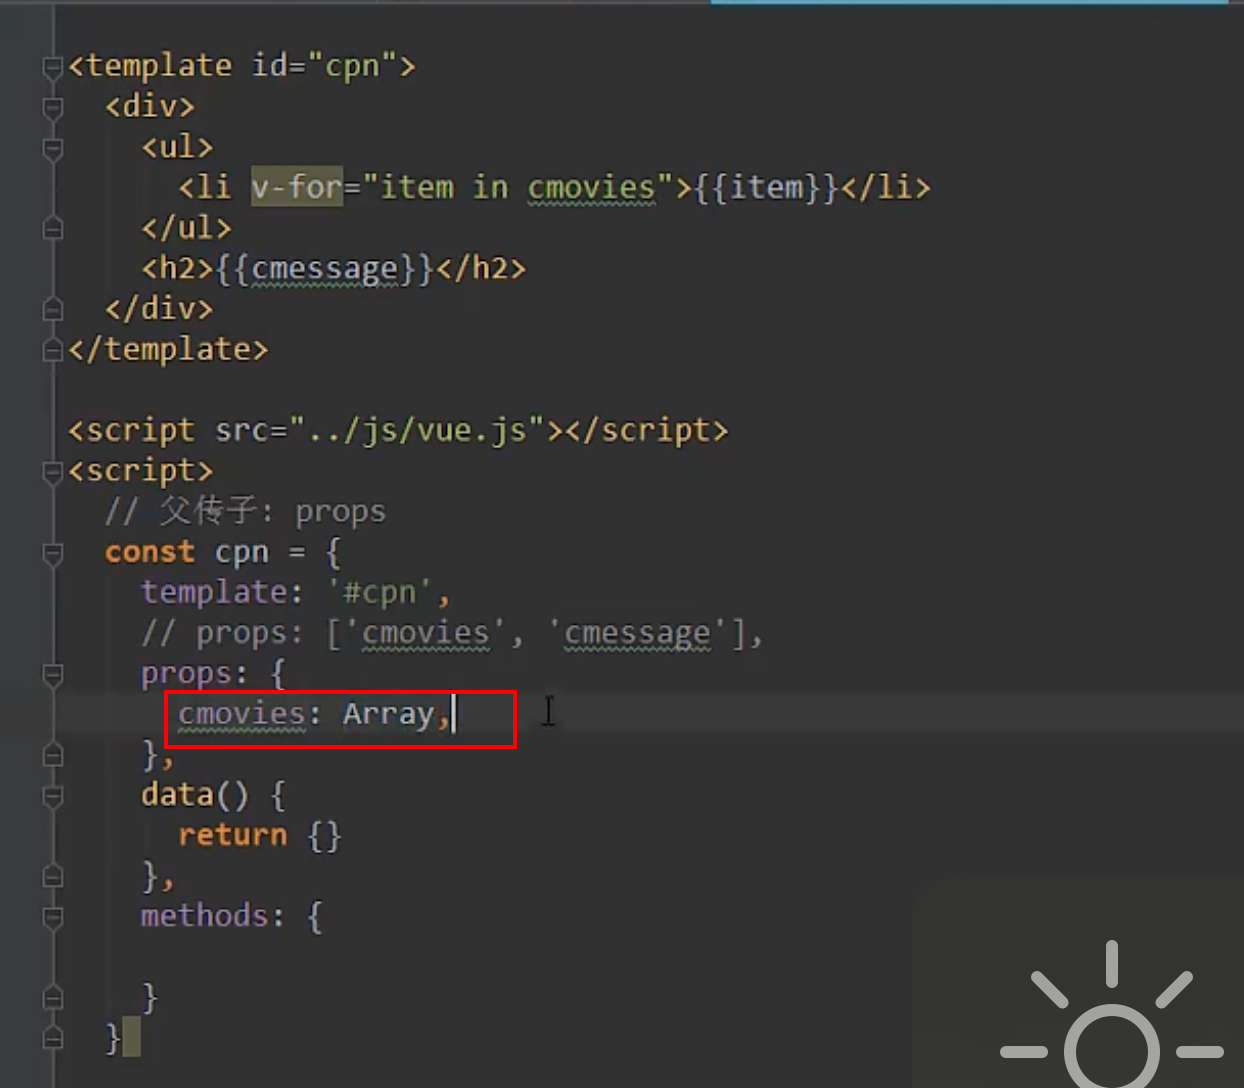 <template id="cpn">
<div>
<ul>
<li v-for="item in cmovies">{{item}}</li>
</ul>
<h2>{{cmessage}}</h2>
</div>
</template>
<script src="../js/vue.js"></script>
<script>
// 父传子: props
const cpn = {
template: '#cpn',
// props: ['cmovies', 'cmessage'],
props: {
cmovies: Array,
},
data() {
return {}
},
methods: {
}
}